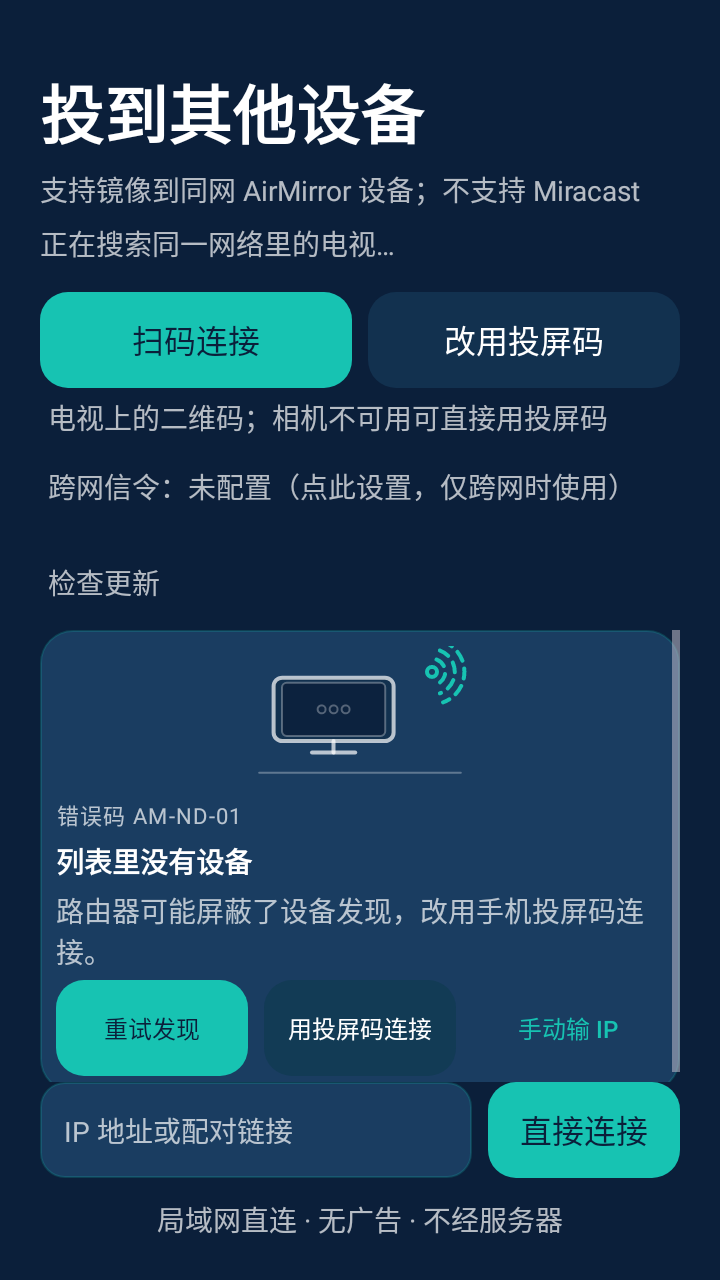 投到其他设备
支持镜像到同网 AirMirror 设备；不支持 Miracast
正在搜索同一网络里的电视…
扫码连接
改用投屏码
电视上的二维码；相机不可用可直接用投屏码
跨网信令：未配置（点此设置，仅跨网时使用）
检查更新
错误码 AM-ND-01
列表里没有设备
路由器可能屏蔽了设备发现，改用手机投屏码连
接。
重试发现
用投屏码连接
手动输 IP
IP 地址或配对链接
直接连接
局域网直连 · 无广告 · 不经服务器